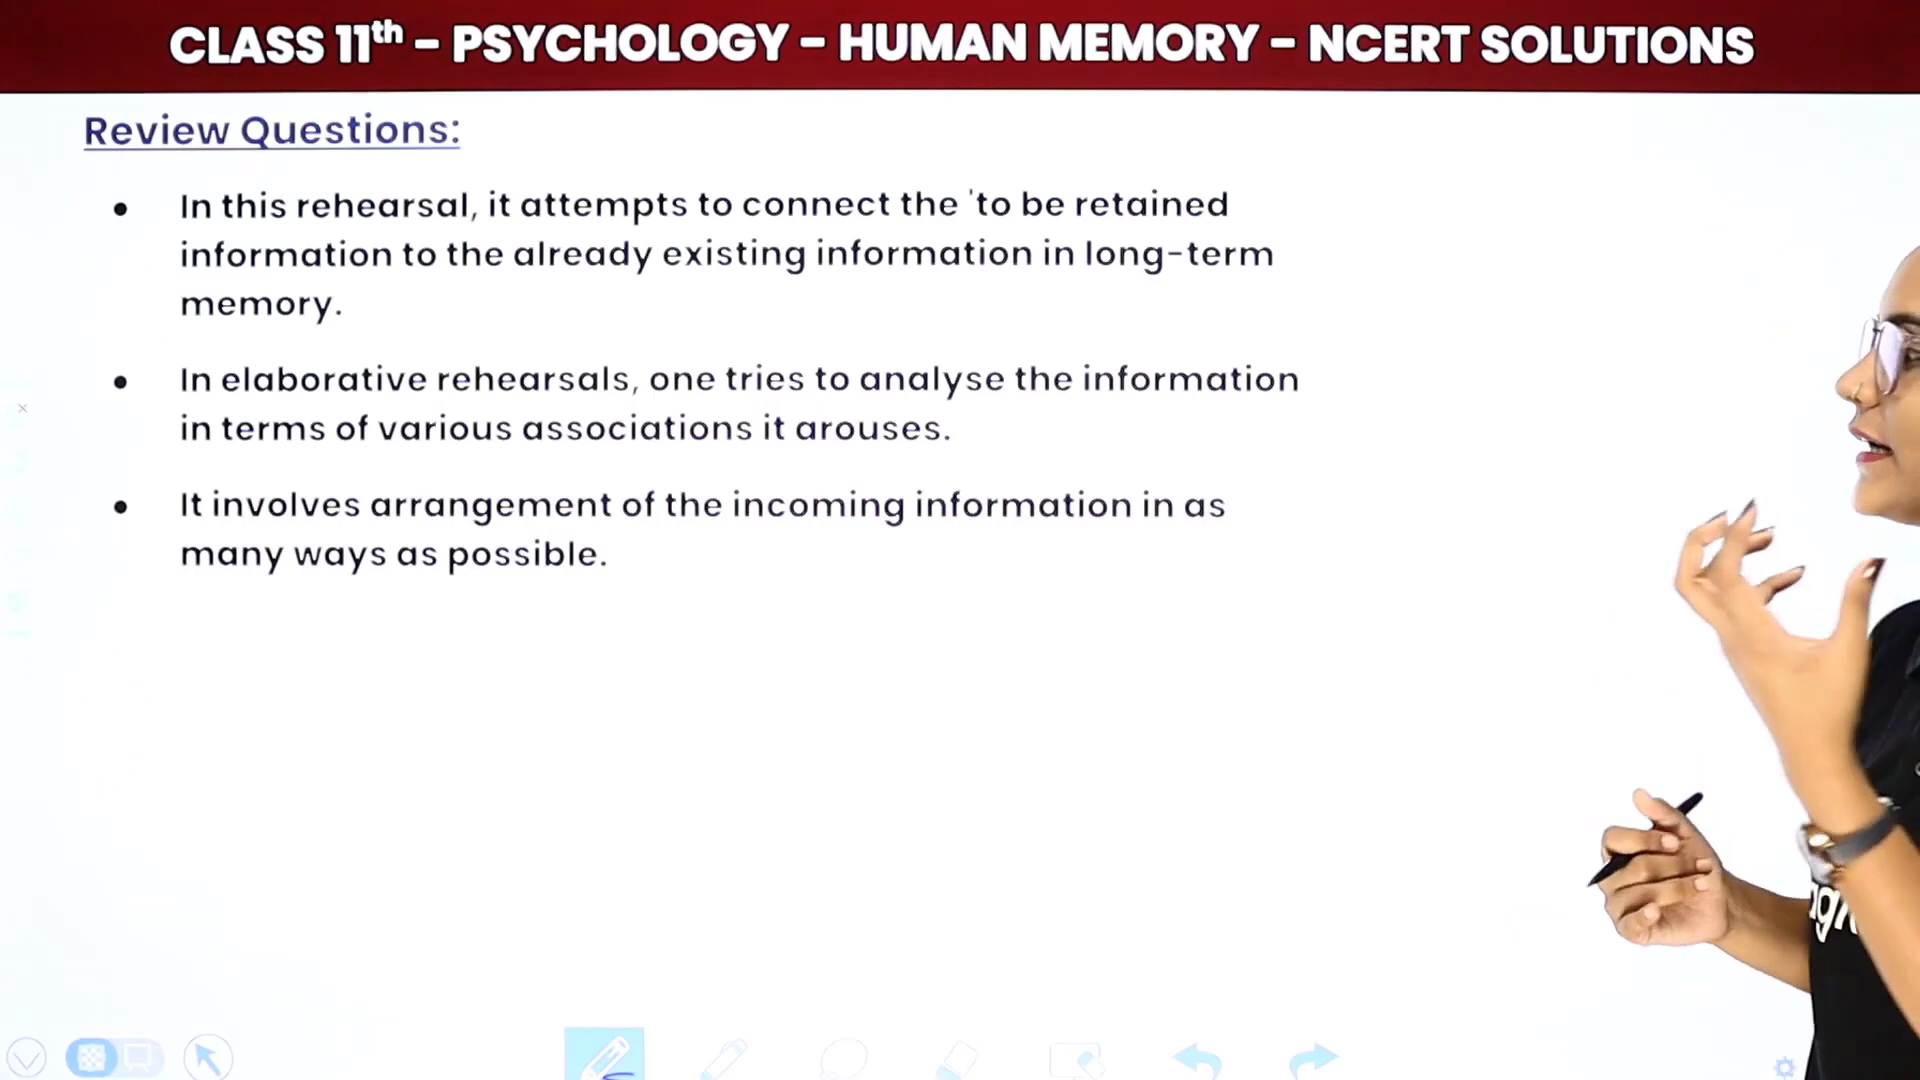 CLASS 11th – PSYCHOLOGY – HUMAN MEMORY – NCERT SOLUTIONS
Review Questions:
• In this rehearsal, it attempts to connect the 'to be retained
information to the already existing information in long-term
memory.
• In elaborative rehearsals, one tries to analyse the information
in terms of various associations it arouses.
• It involves arrangement of the incoming information in as
many ways as possible.